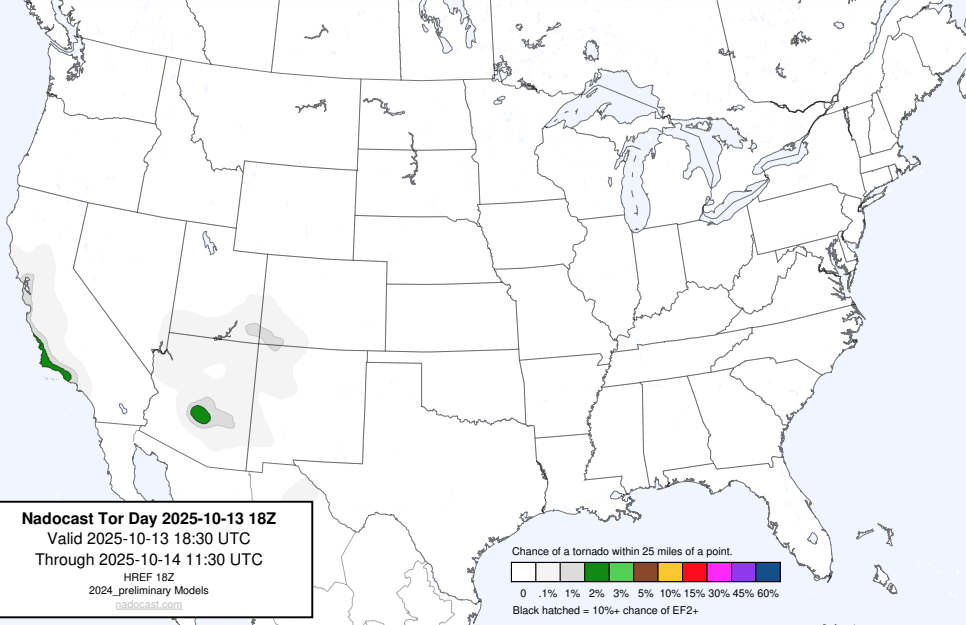 Nadocast Tor Day 2025-10-13 18Z
Valid 2025-10-13 18:30 UTC
Through 2025-10-14 11:30 UTC
HREF 18Z
2024_preliminary Models
nadocast.com
Chance of a tornado within 25 miles of a point.
0 .1% 1% 2% 3% 5% 10% 15% 30% 45% 60%
Black hatched = 10%+ chance of EF2+